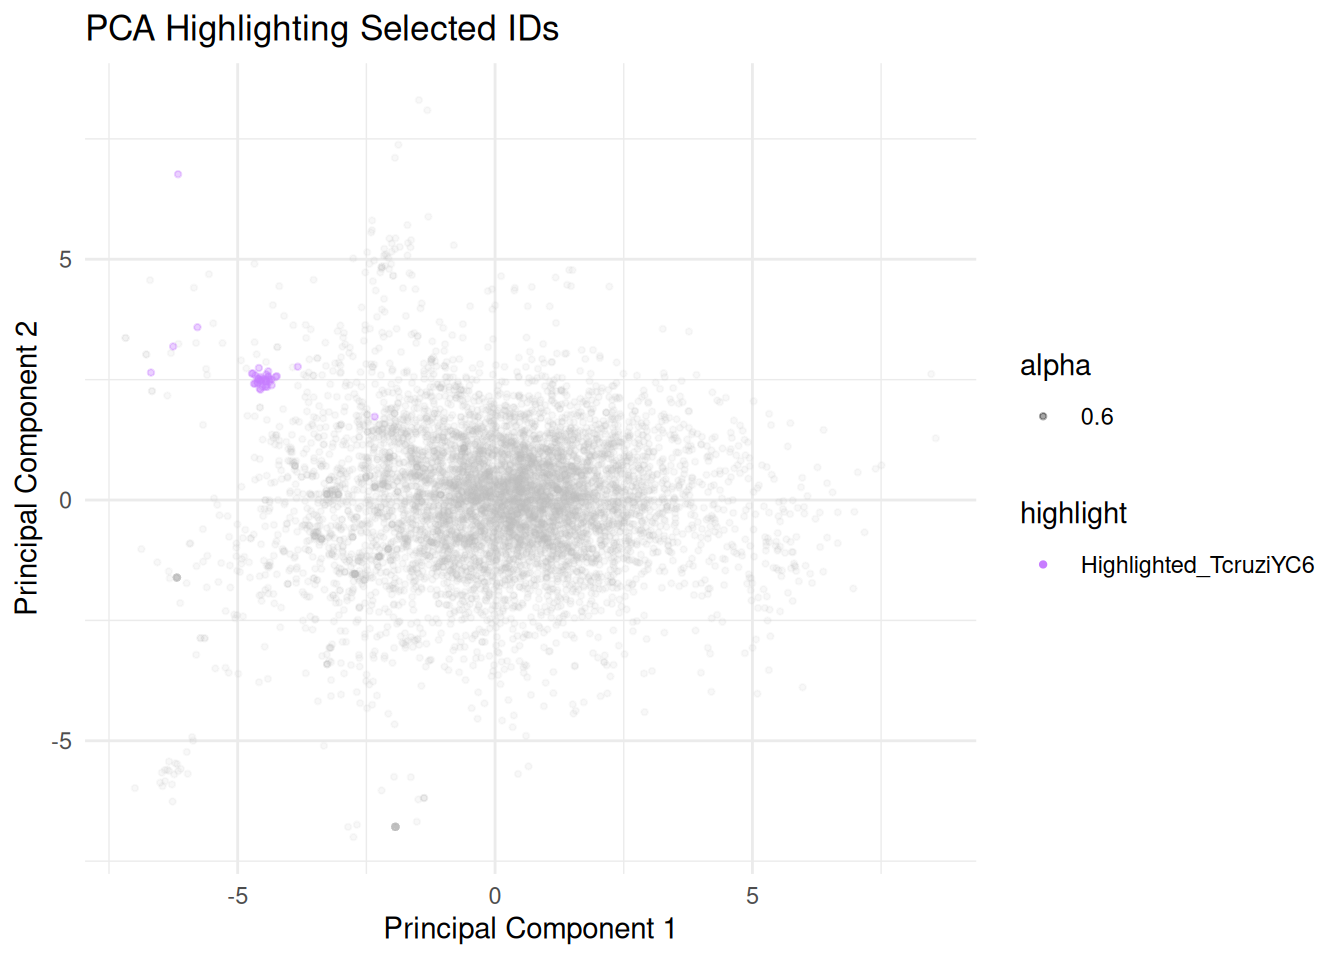 PCA Highlighting Selected IDs
Principal Component 2
5
0
-5
-5
0
5
Principal Component 1
alpha
0.6
highlight
Highlighted_TcruziYC6